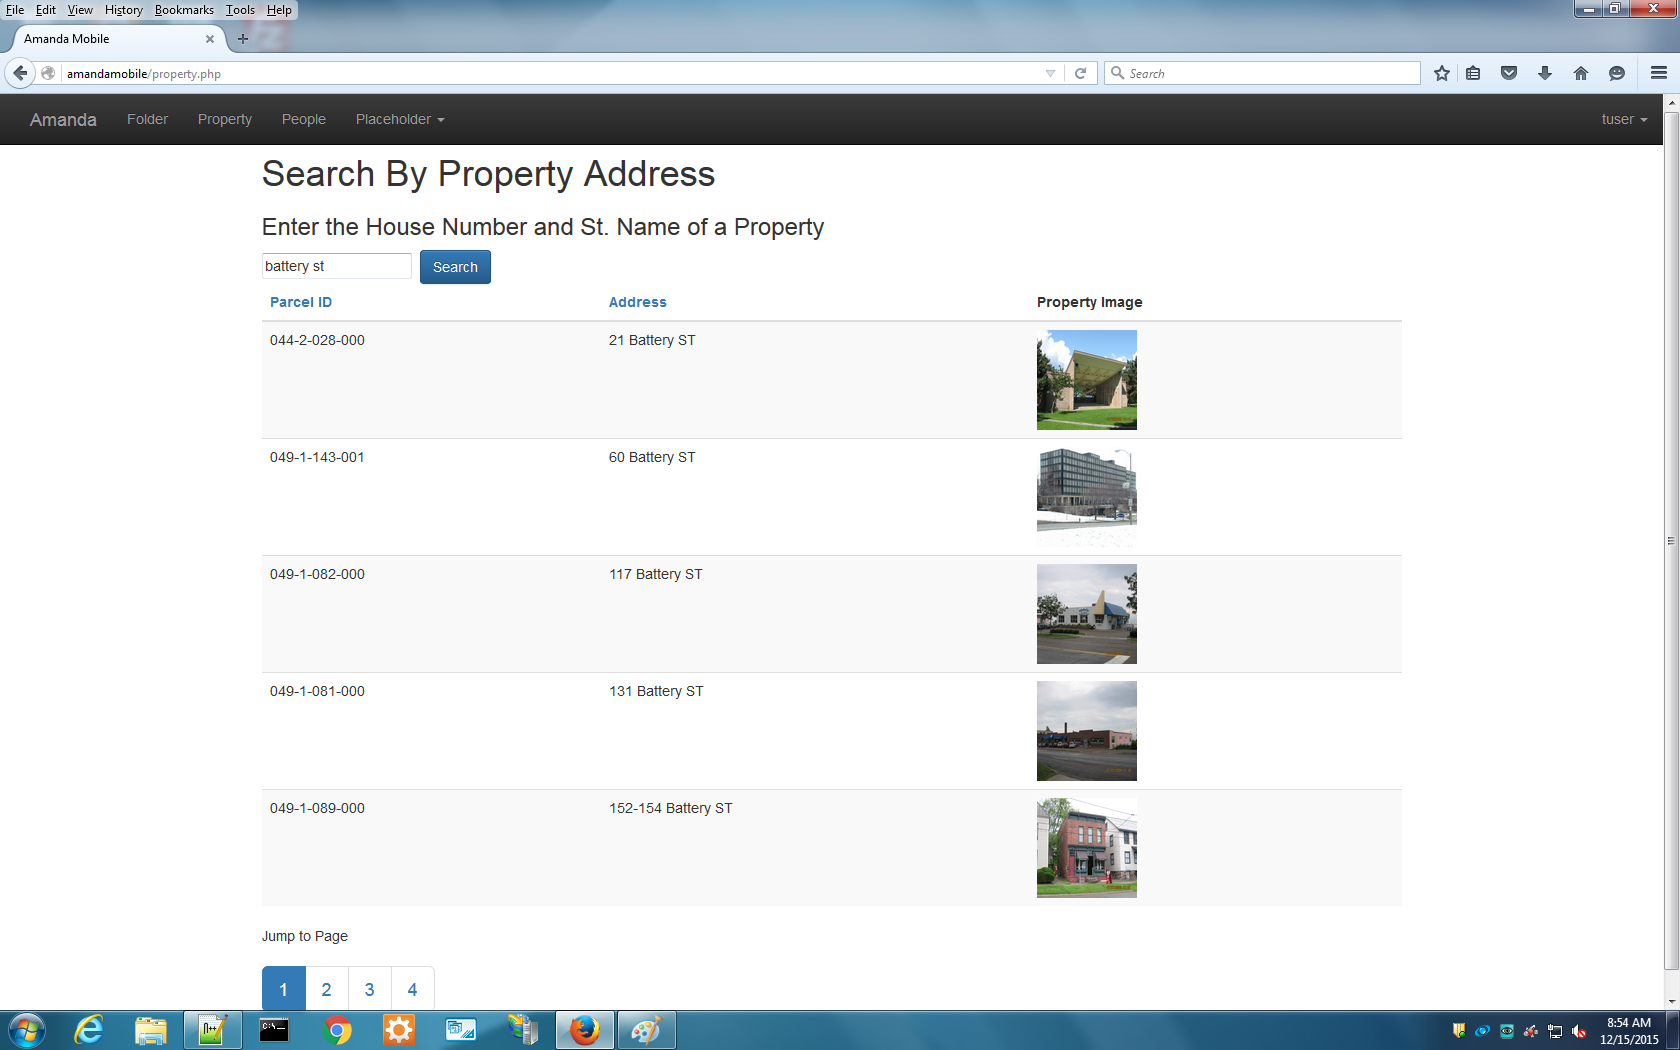 File Edit View History Bookmarks Tools Help
Amanda Mobile
amandamobile/property.php
Search
Amanda Folder Property People Placeholder tuser
Search By Property Address
Enter the House Number and St. Name of a Property
battery st Search
Parcel ID Address Property Image
044-2-028-000 21 Battery ST
049-1-143-001 60 Battery ST
049-1-082-000 117 Battery ST
049-1-081-000 131 Battery ST
049-1-089-000 152-154 Battery ST
Jump to Page
1 2 3 4
8:54 AM
12/15/2015